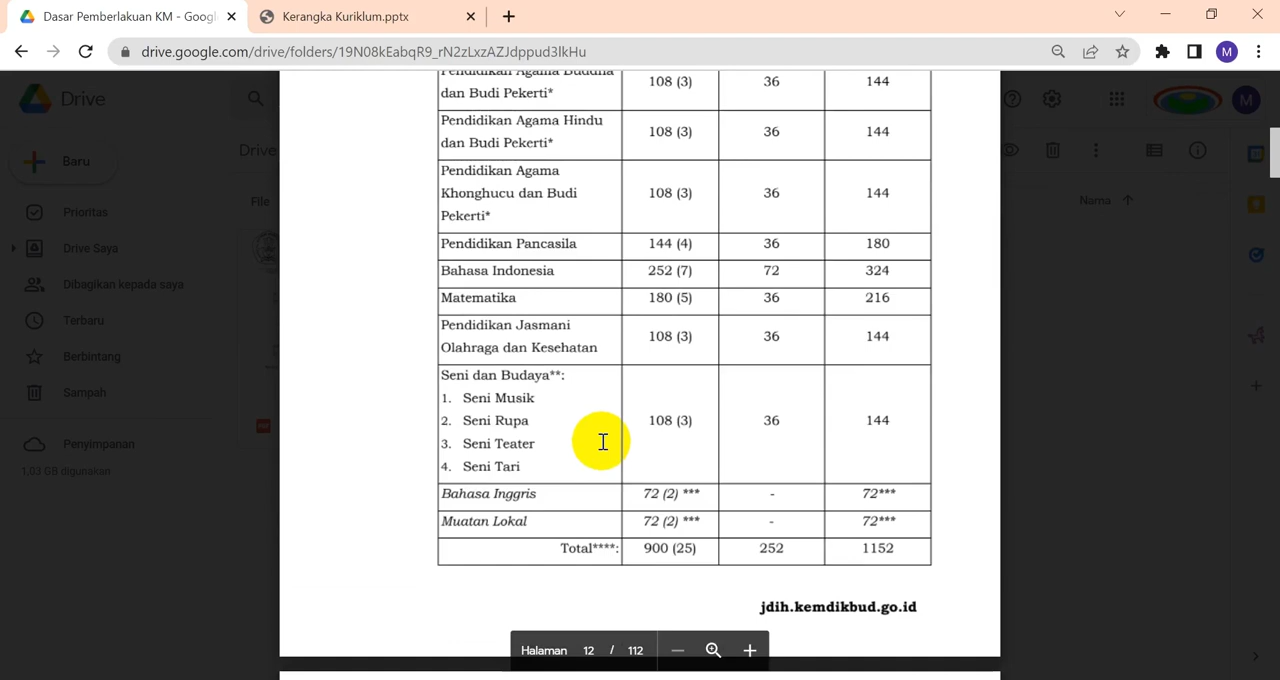 Dasar Pemberlakuan KM - Googl
Kerangka Kuriklum.pptx
drive.google.com/drive/folders/19N08kEabqR9_rN2zLxzAZJdppud3lkHu
M
Drive
M
Baru
Drive
Prioritas
File
Nama
Drive Saya
Dibagikan kepada saya
Terbaru
Berbintang
Sampah
Penyimpanan
1,03 GB digunakan
Pendidikan Agama Buddha
dan Budi Pekerti* 108 (3) 36 144
Pendidikan Agama Hindu
dan Budi Pekerti* 108 (3) 36 144
Pendidikan Agama
Khonghucu dan Budi 108 (3) 36 144
Pekerti*
Pendidikan Pancasila 144 (4) 36 180
Bahasa Indonesia 252 (7) 72 324
Matematika 180 (5) 36 216
Pendidikan Jasmani
Olahraga dan Kesehatan 108 (3) 36 144
Seni dan Budaya**:
1. Seni Musik
2. Seni Rupa 108 (3) 36 144
3. Seni Teater
4. Seni Tari
Bahasa Inggris 72 (2) *** - 72***
Muatan Lokal 72 (2) *** - 72***
Total****: 900 (25) 252 1152
jdih.kemdikbud.go.id
Halaman 12 / 112